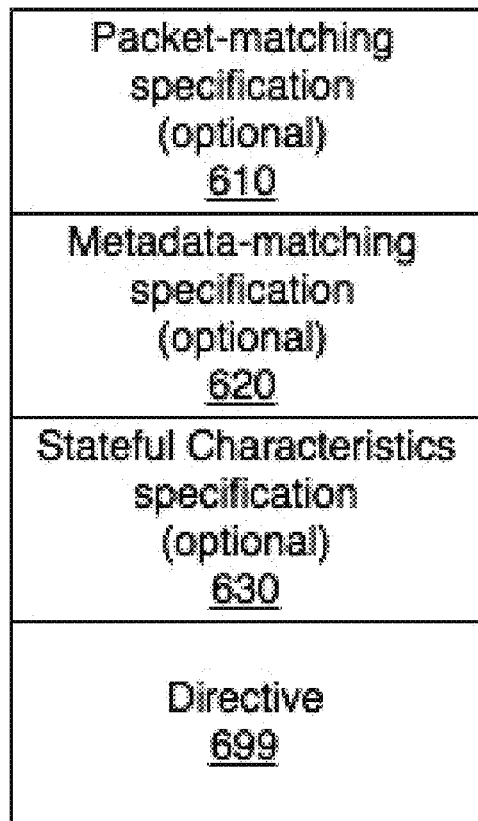 Packet-matching
specification
(optional)
610
Metadata-matching
specification
(optional)
620
Stateful Characteristics
specification
(optional)
630
Directive
699